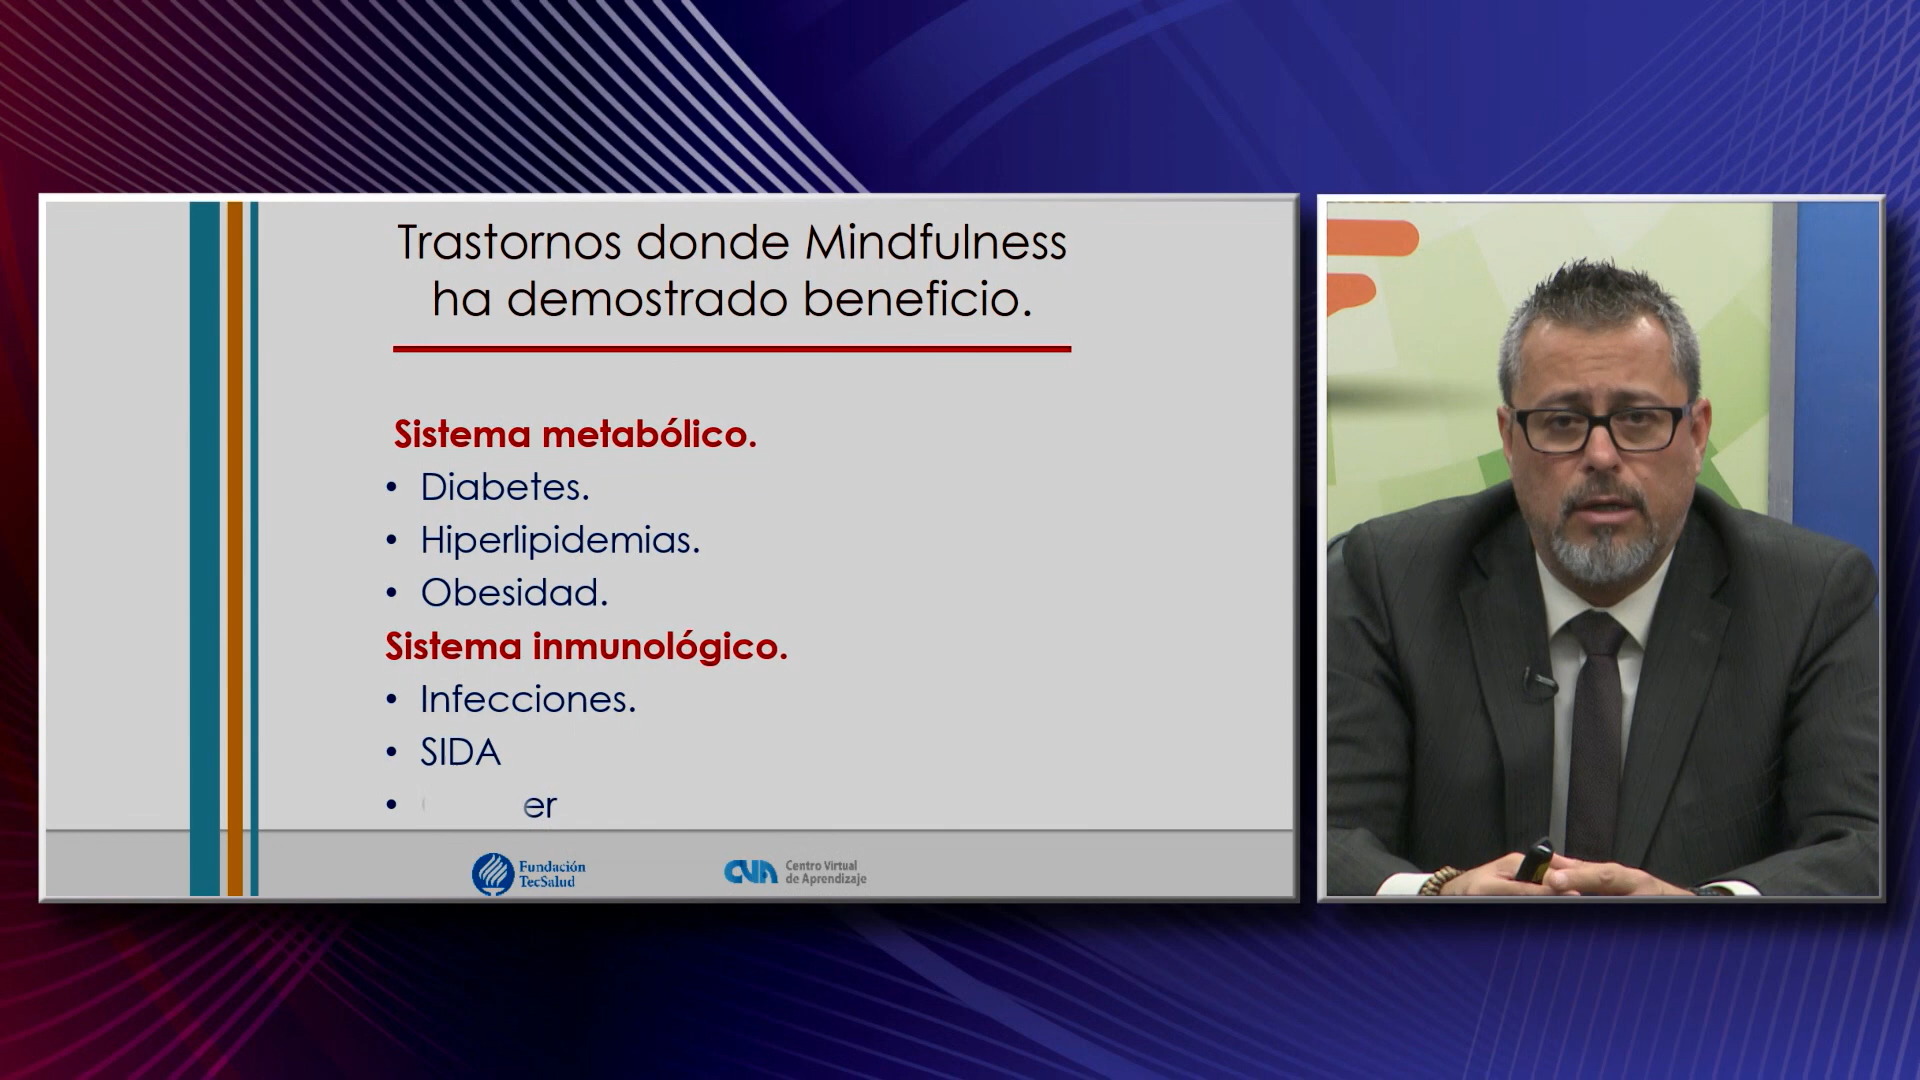 Trastornos donde Mindfulness
ha demostrado beneficio.
Sistema metabólico.
• Diabetes.
• Hiperlipidemias.
• Obesidad.
Sistema inmunológico.
• Infecciones.
• SIDA
•
Fundación
TecSalud
CVA
Centro Virtual
de Aprendizaje